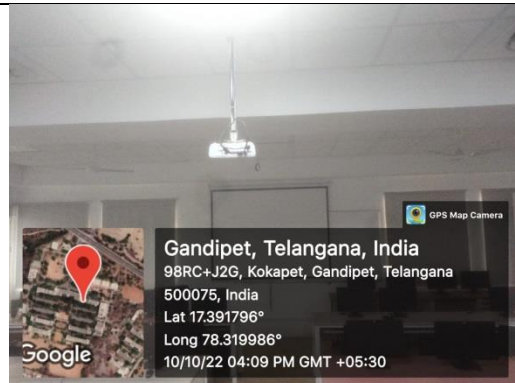 GPS Map Camera
Gandipet, Telangana, India
98RC+J2G, Kokapet, Gandipet, Telangana
500075, India
Lat 17.391796°
Long 78.319986°
10/10/22 04:09 PM GMT +05:30
Google